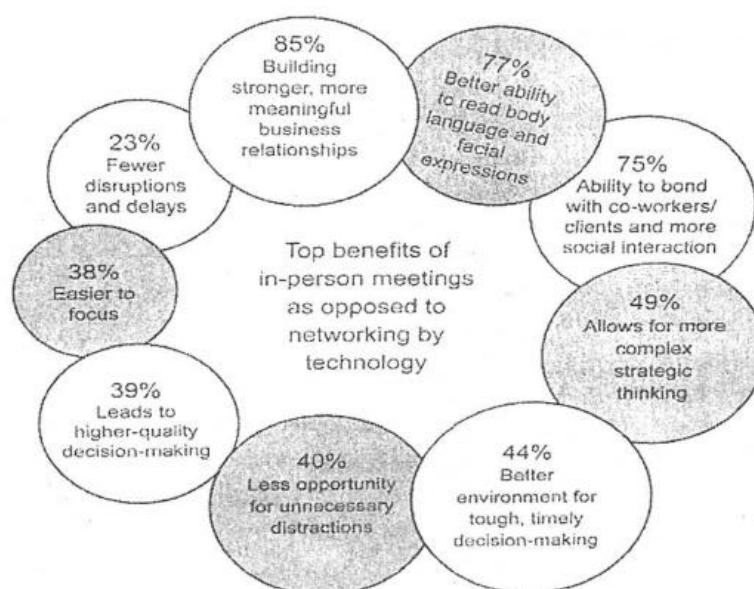 85%
Building
stronger, more
meaningful
business
relationships
77%
Better ability
to read body
language and
facial
expressions
75%
Ability to bond
with co-workers/
clients and more
social interaction
49%
Allows for more
complex
strategic
thinking
44%
Better
environment for
tough, timely
decision-making
40%
Less opportunity
for unnecessary
distractions
39%
Leads to
higher-quality
decision-making
38%
Easier to
focus
23%
Fewer
disruptions
and delays
Top benefits of
in-person meetings
as opposed to
networking by
technology